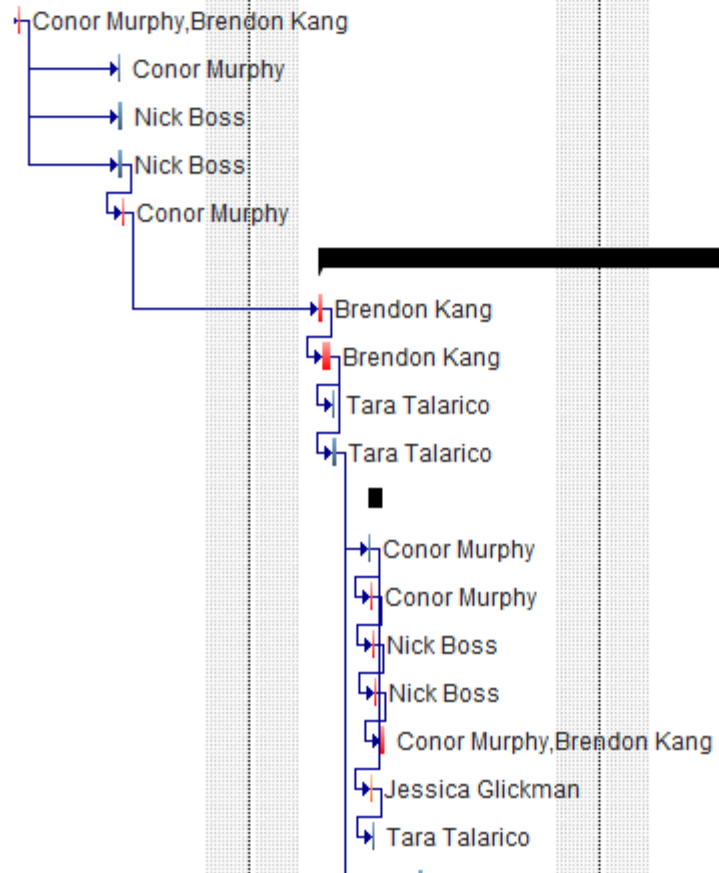 Conor Murphy,Brendon Kang
Conor Murphy
Nick Boss
Nick Boss
Conor Murphy
Brendon Kang
Brendon Kang
Tara Talarico
Tara Talarico
Conor Murphy
Conor Murphy
Nick Boss
Nick Boss
Conor Murphy,Brendon Kang
Jessica Glickman
Tara Talarico